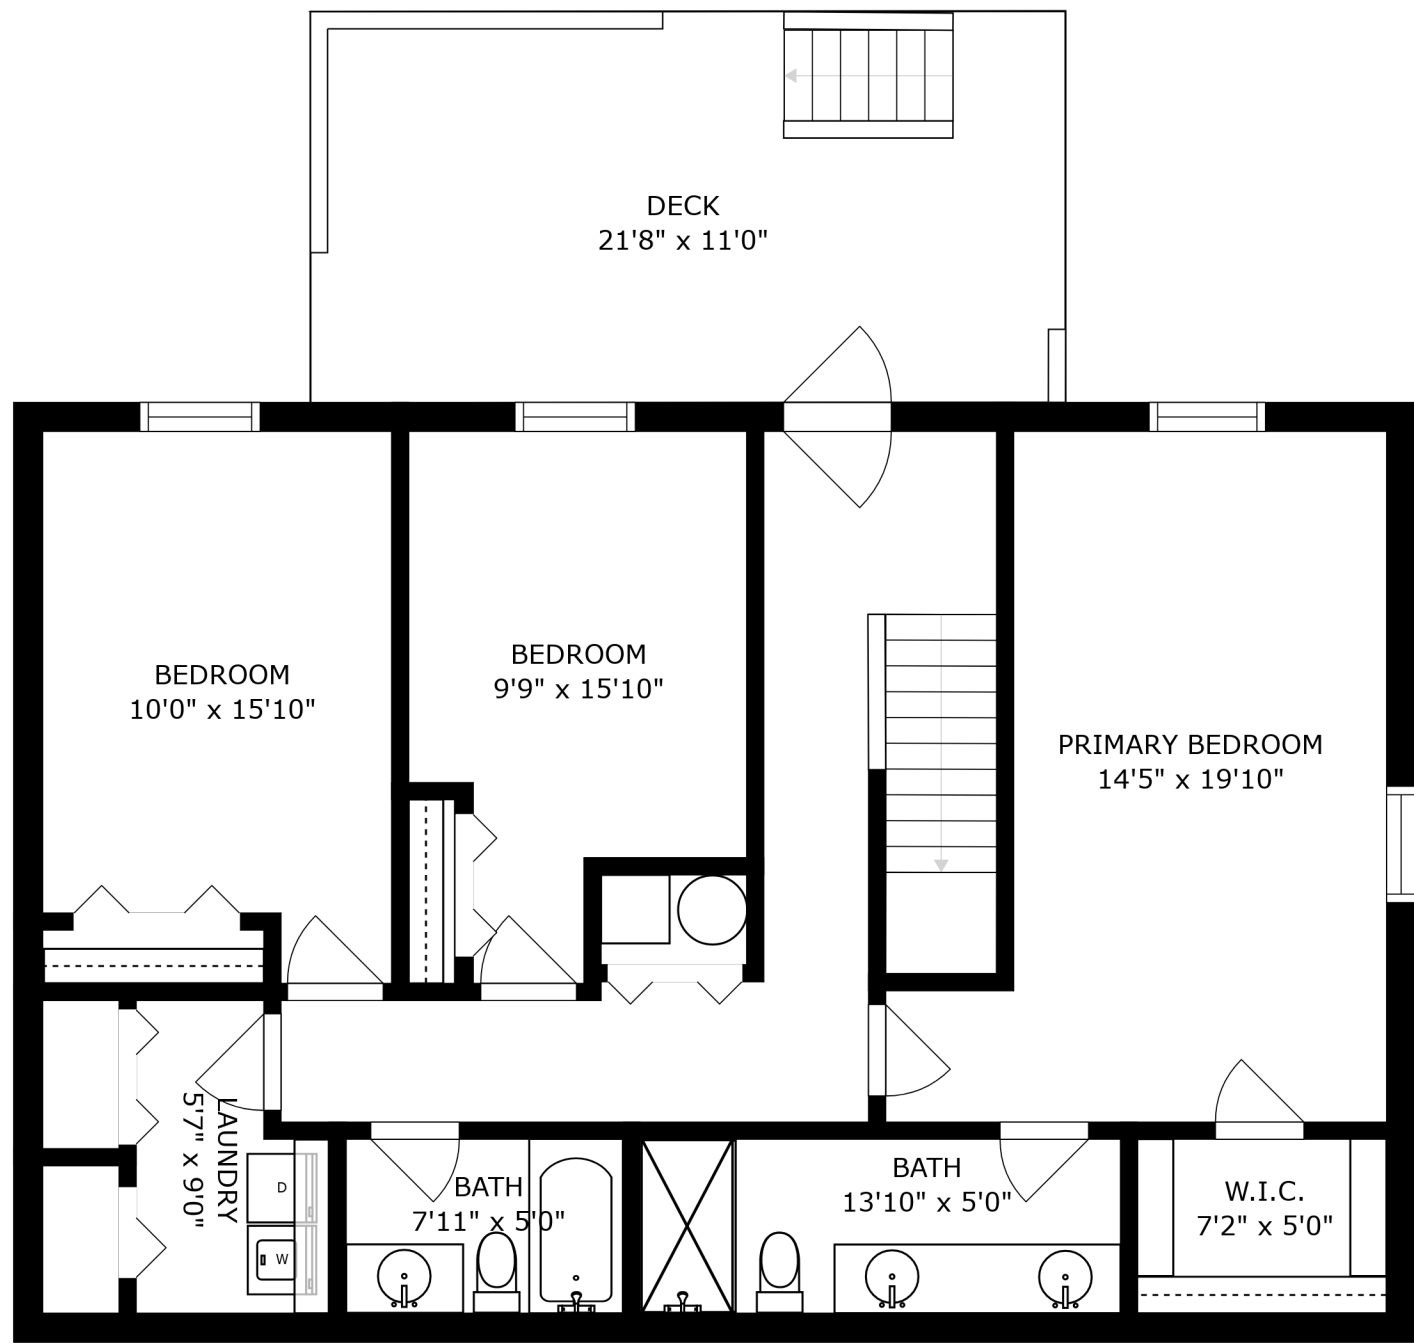 DECK
21'8" x 11'0"
BEDROOM
10'0" x 15'10"
BEDROOM
9'9" x 15'10"
PRIMARY BEDROOM
14'5" x 19'10"
LAUNDRY
5'7" x 9'0"
D
W
BATH
7'11" x 5'0"
BATH
13'10" x 5'0"
W.I.C.
7'2" x 5'0"